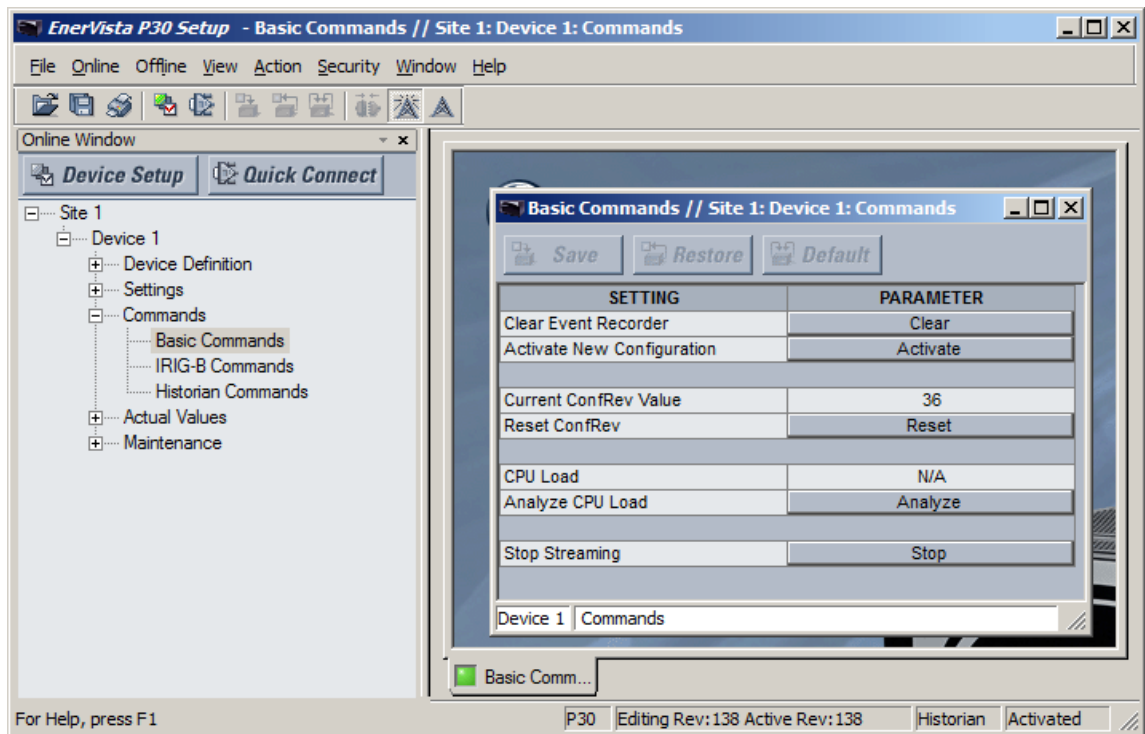 EnerVista P30 Setup - Basic Commands // Site 1: Device 1: Commands
File Online Offline View Action Security Window Help
Online Window
Device Setup Quick Connect
Site 1
Device 1
Device Definition
Settings
Commands
Basic Commands
IRIG-B Commands
Historian Commands
Actual Values
Maintenance
Basic Commands // Site 1: Device 1: Commands
Save Restore Default
SETTING PARAMETER
Clear Event Recorder Clear
Activate New Configuration Activate
Current ConfRev Value 36
Reset ConfRev Reset
CPU Load N/A
Analyze CPU Load Analyze
Stop Streaming Stop
Device 1 Commands
Basic Comm...
For Help, press F1 P30 Editing Rev:138 Active Rev:138 Historian Activated